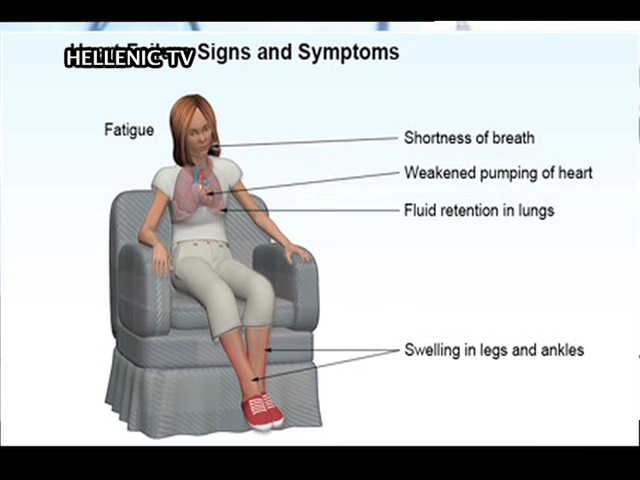 HELLENIC TV
Signs and Symptoms
Fatigue
Shortness of breath
Weakened pumping of heart
Fluid retention in lungs
Swelling in legs and ankles